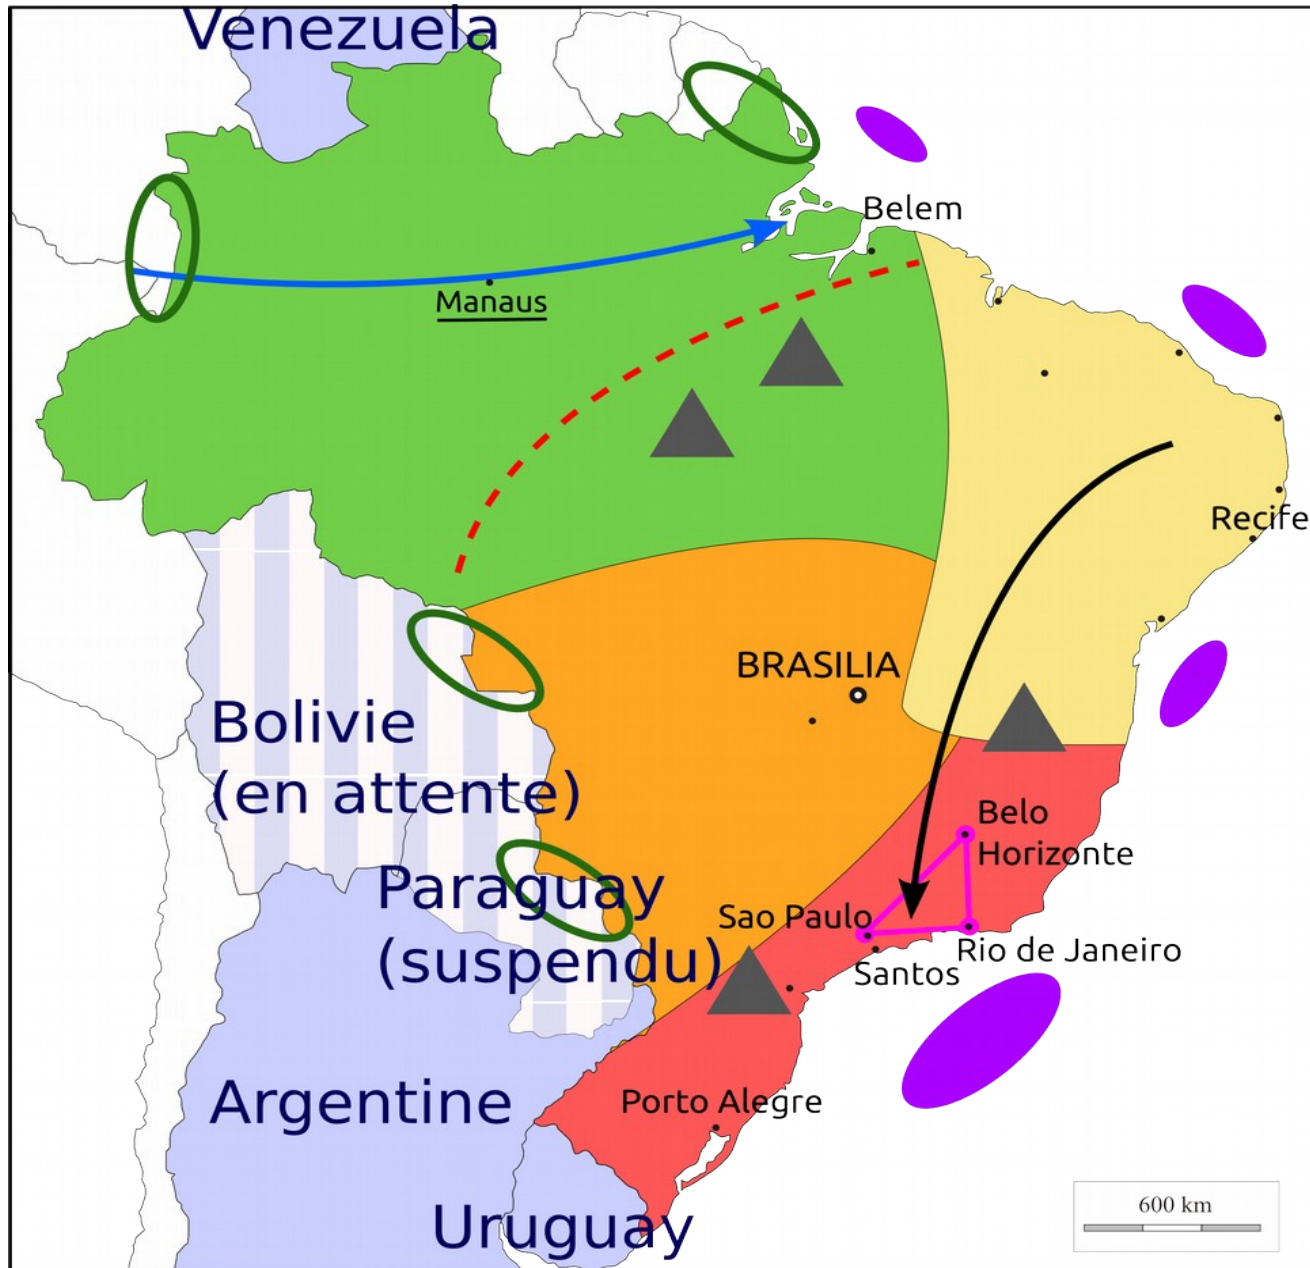 Venezuela
Belem
Manaus
Recife
BRASILIA
Bolivie
(en attente)
Belo
Horizonte
Paraguay
(suspendu)
Sao Paulo
Rio de Janeiro
Santos
Argentine
Porto Alegre
Uruguay
600 km